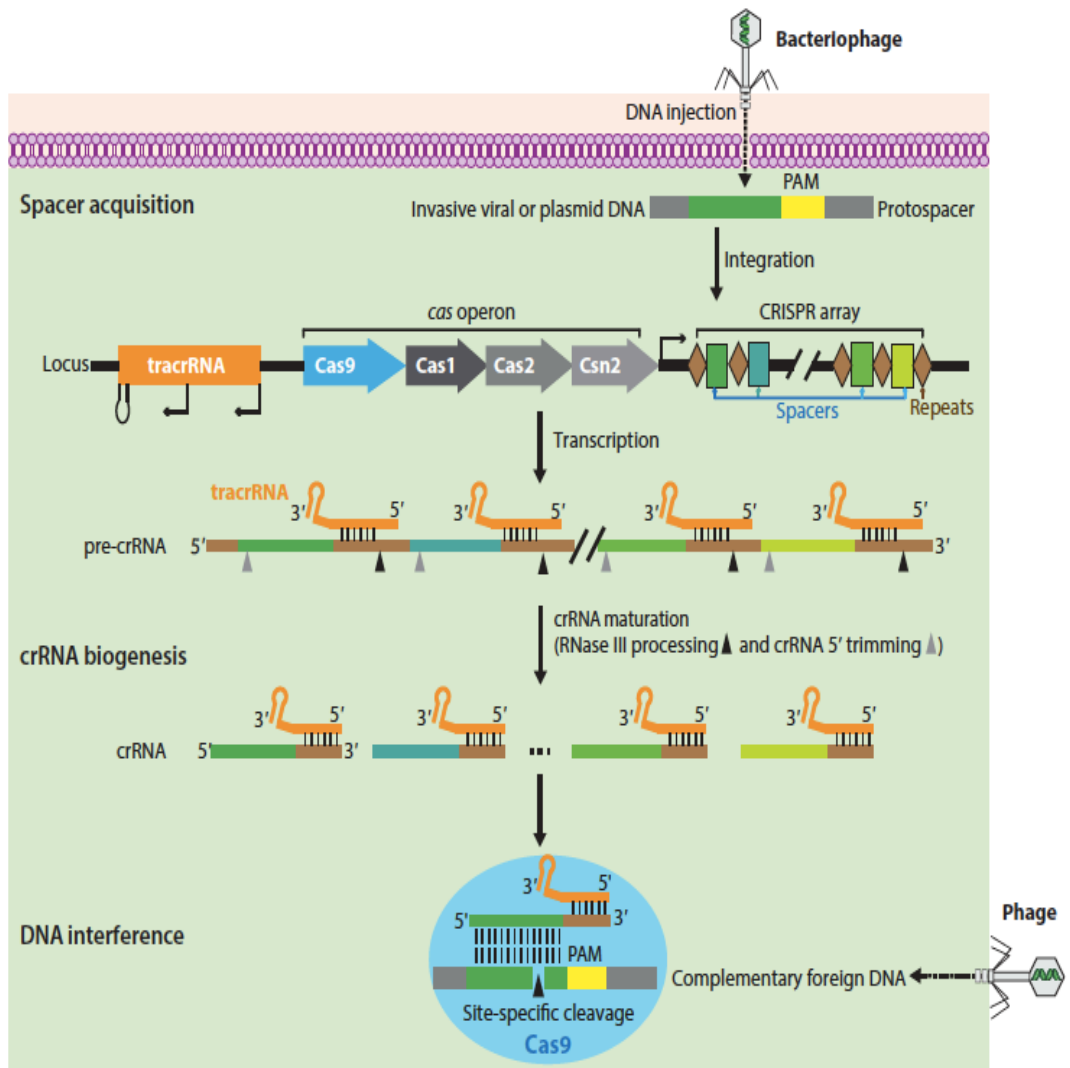 Bacteriophage
DNA injection
Spacer acquisition
PAM
Invasive viral or plasmid DNA
Protospacer
Integration
cas operon
CRISPR array
Locus
tracrRNA
Cas9
Cas1
Cas2
Csn2
Spacers
Repeats
Transcription
tracrRNA
3′ 5′ 3′ 5′ 3′ 5′ 3′ 5′
pre-crRNA 5′ 3′
crRNA maturation
(RNase III processing and crRNA 5′ trimming )
crRNA biogenesis
3′ 5′ 3′ 5′ 3′ 5′ 3′ 5′
crRNA 5′ 3′
3′ 5′
5′ 3′
DNA interference
PAM
Phage
Complementary foreign DNA
Site-specific cleavage
Cas9